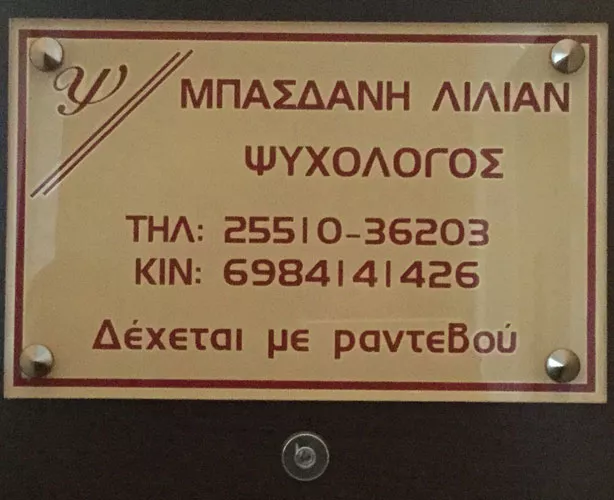 Ψ
ΜΠΑΣΔΑΝΗ ΛΙΛΙΑΝ
ΨΥΧΟΛΟΓΟΣ
ΤΗΛ: 25510-36203
ΚΙΝ: 6984141426
Δέχεται με ραντεβού